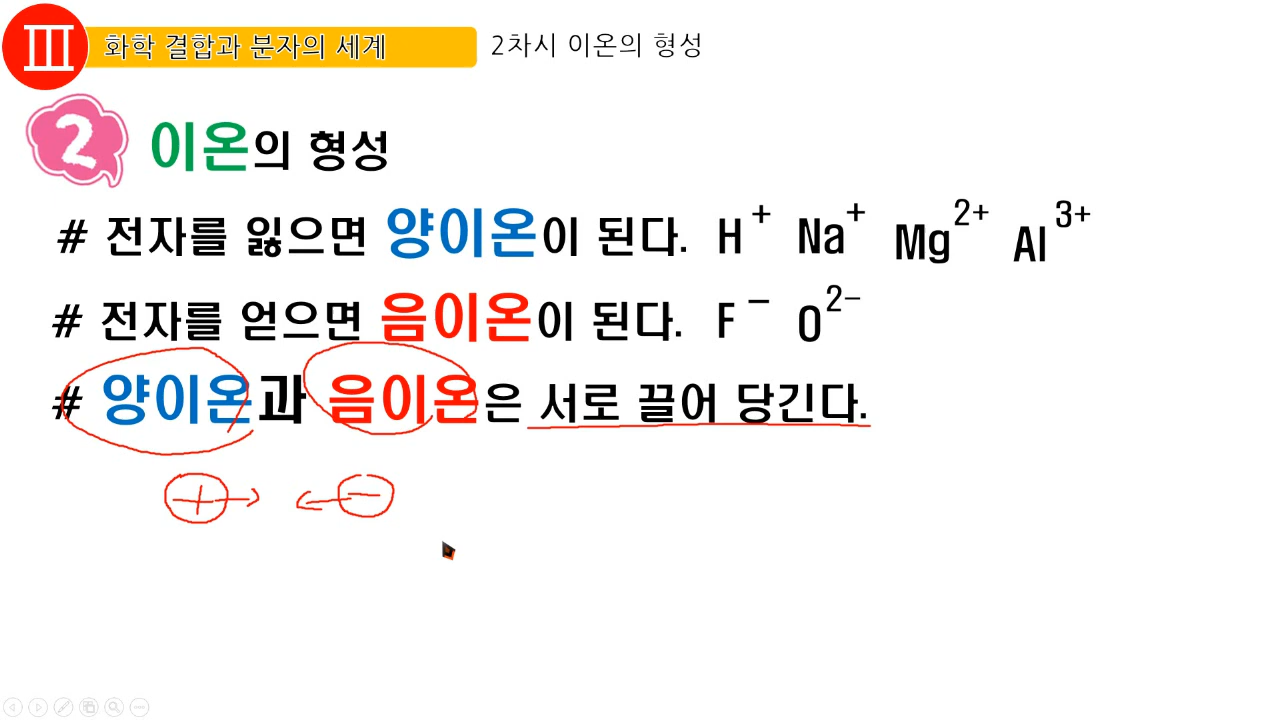 Ⅲ 화학 결합과 분자의 세계 2차시 이온의 형성
2 이온의 형성
# 전자를 잃으면 양이온이 된다. H⁺ Na⁺ Mg²⁺ Al³⁺
# 전자를 얻으면 음이온이 된다. F⁻ O²⁻
# 양이온과 음이온은 서로 끌어 당긴다.
+ → ← −